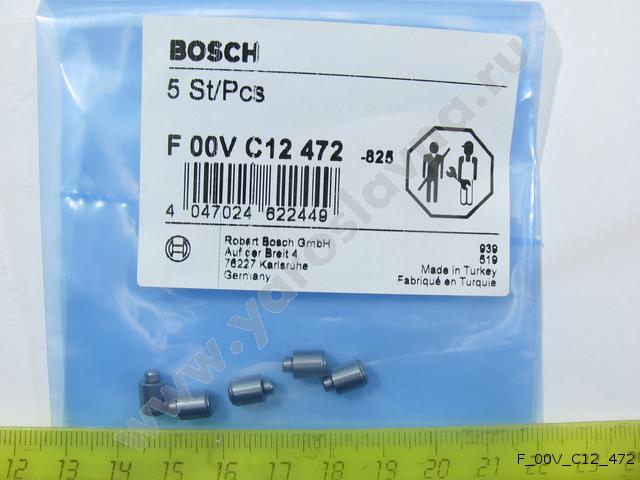 BOSCH
5 St/Pcs
F 00V C12 472 -825
4 047024 622449
Robert Bosch GmbH
Auf der Breit 4
76227 Karlsruhe
Germany
939
519
Made in Turkey
Fabriqué en Turquie
www.yaroslavna.ru
12 13 14 15 16 17 18 19 20 21 22 23
F_00V_C12_472